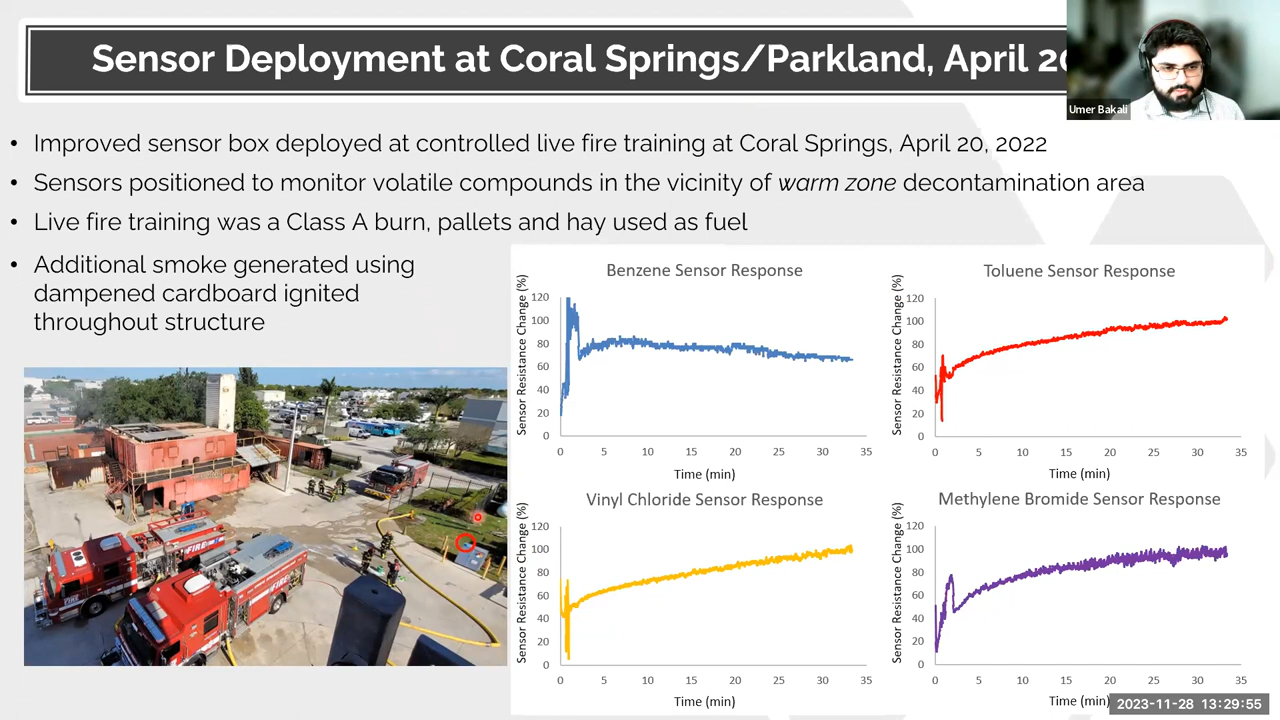 Sensor Deployment at Coral Springs/Parkland, April
Umer Bakali
• Improved sensor box deployed at controlled live fire training at Coral Springs, April 20, 2022
• Sensors positioned to monitor volatile compounds in the vicinity of warm zone decontamination area
• Live fire training was a Class A burn, pallets and hay used as fuel
• Additional smoke generated using
dampened cardboard ignited
throughout structure
FIRE
FIRE
Benzene Sensor Response
Sensor Resistance Change (%)
120
100
80
60
40
20
0
0 5 10 15 20 25 30 35
Time (min)
Toluene Sensor Response
Sensor Resistance Change (%)
120
100
80
60
40
20
0
0 5 10 15 20 25 30 35
Time (min)
Vinyl Chloride Sensor Response
Sensor Resistance Change (%)
120
100
80
60
40
20
0
0 5 10 15 20 25 30 35
Time (min)
Methylene Bromide Sensor Response
Sensor Resistance Change (%)
120
100
80
60
40
20
0
0 5 10 15 20 25 30 35
Time (min)
2023-11-28 13:29:55